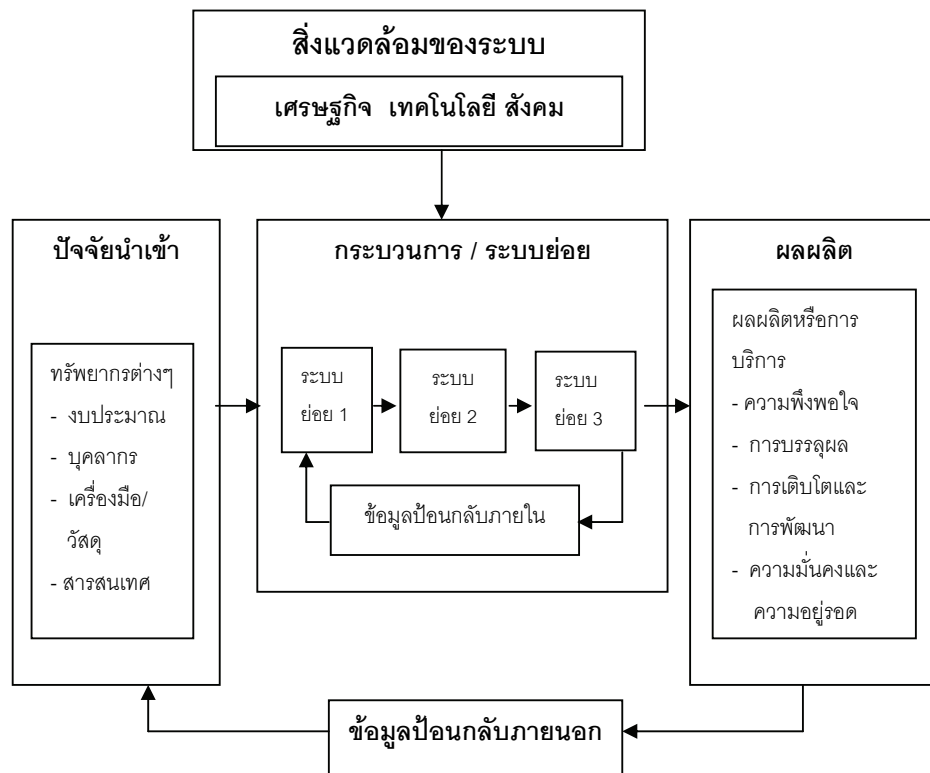 สิ่งแวดล้อมของระบบ
เศรษฐกิจ เทคโนโลยี สังคม
ปัจจัยนำเข้า
ทรัพยากรต่างๆ
- งบประมาณ
- บุคลากร
- เครื่องมือ/
วัสดุ
- สารสนเทศ
กระบวนการ / ระบบย่อย
ระบบ
ย่อย 1
ระบบ
ย่อย 2
ระบบ
ย่อย 3
ข้อมูลป้อนกลับภายใน
ผลผลิต
ผลผลิตหรือการ
บริการ
- ความพึงพอใจ
- การบรรลุผล
- การเติบโตและ
การพัฒนา
- ความมั่นคงและ
ความอยู่รอด
ข้อมูลป้อนกลับภายนอก